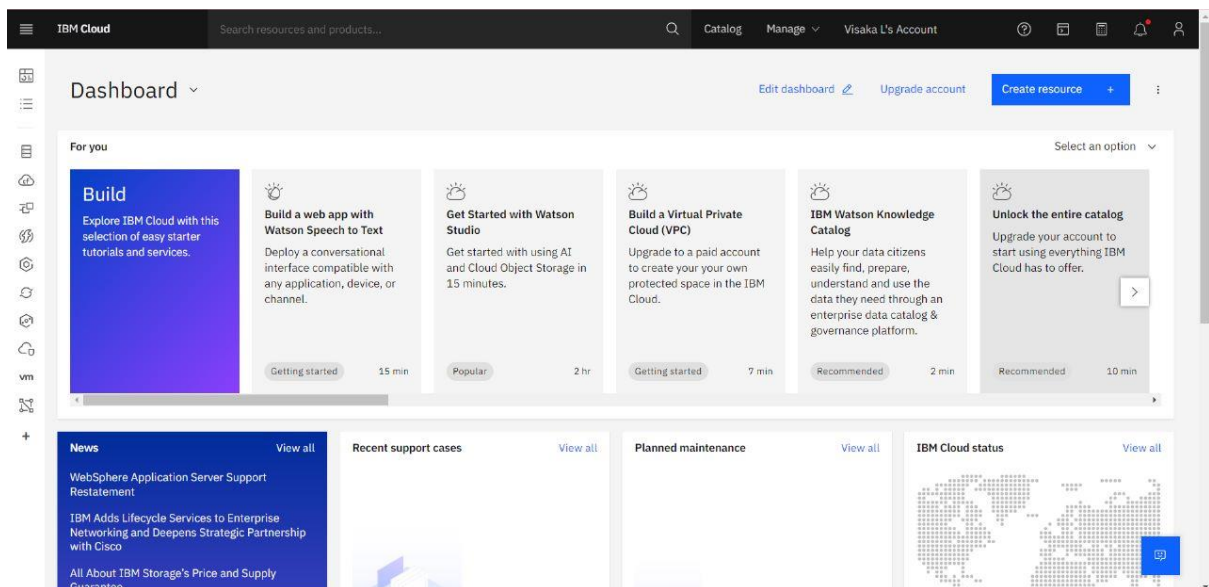 IBM Cloud
Search resources and products...
Catalog
Manage
Visaka L's Account
Dashboard
Edit dashboard
Upgrade account
Create resource +
For you
Select an option
Build
Explore IBM Cloud with this
selection of easy starter
tutorials and services.
Build a web app with
Watson Speech to Text
Deploy a conversational
interface compatible with
any application, device, or
channel.
Getting started 15 min
Get Started with Watson
Studio
Get started with using AI
and Cloud Object Storage in
15 minutes.
Popular 2 hr
Build a Virtual Private
Cloud (VPC)
Upgrade to a paid account
to create your your own
protected space in the IBM
Cloud.
Getting started 7 min
IBM Watson Knowledge
Catalog
Help your data citizens
easily find, prepare,
understand and use the
data they need through an
enterprise data catalog &
governance platform.
Recommended 2 min
Unlock the entire catalog
Upgrade your account to
start using everything IBM
Cloud has to offer.
Recommended 10 min
vm
News View all
WebSphere Application Server Support
Restatement
IBM Adds Lifecycle Services to Enterprise
Networking and Deepens Strategic Partnership
with Cisco
All About IBM Storage's Price and Supply
Guarantee
Recent support cases View all
Planned maintenance View all
IBM Cloud status View all